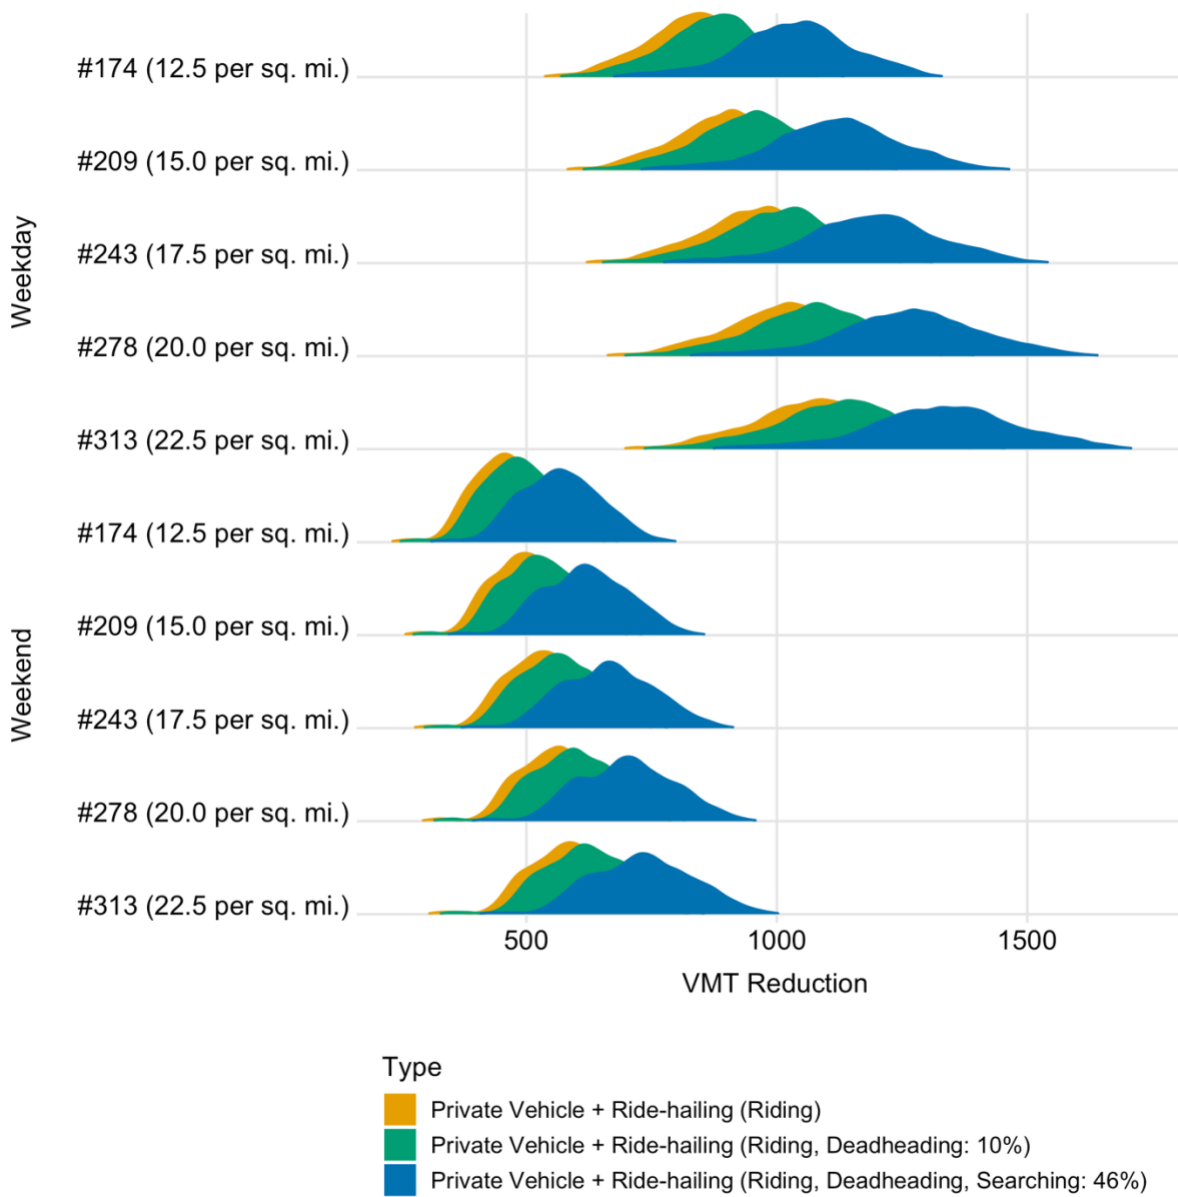 Weekday
#174 (12.5 per sq. mi.)
#209 (15.0 per sq. mi.)
#243 (17.5 per sq. mi.)
#278 (20.0 per sq. mi.)
#313 (22.5 per sq. mi.)
Weekend
#174 (12.5 per sq. mi.)
#209 (15.0 per sq. mi.)
#243 (17.5 per sq. mi.)
#278 (20.0 per sq. mi.)
#313 (22.5 per sq. mi.)
500 1000 1500
VMT Reduction
Type
Private Vehicle + Ride-hailing (Riding)
Private Vehicle + Ride-hailing (Riding, Deadheading: 10%)
Private Vehicle + Ride-hailing (Riding, Deadheading, Searching: 46%)